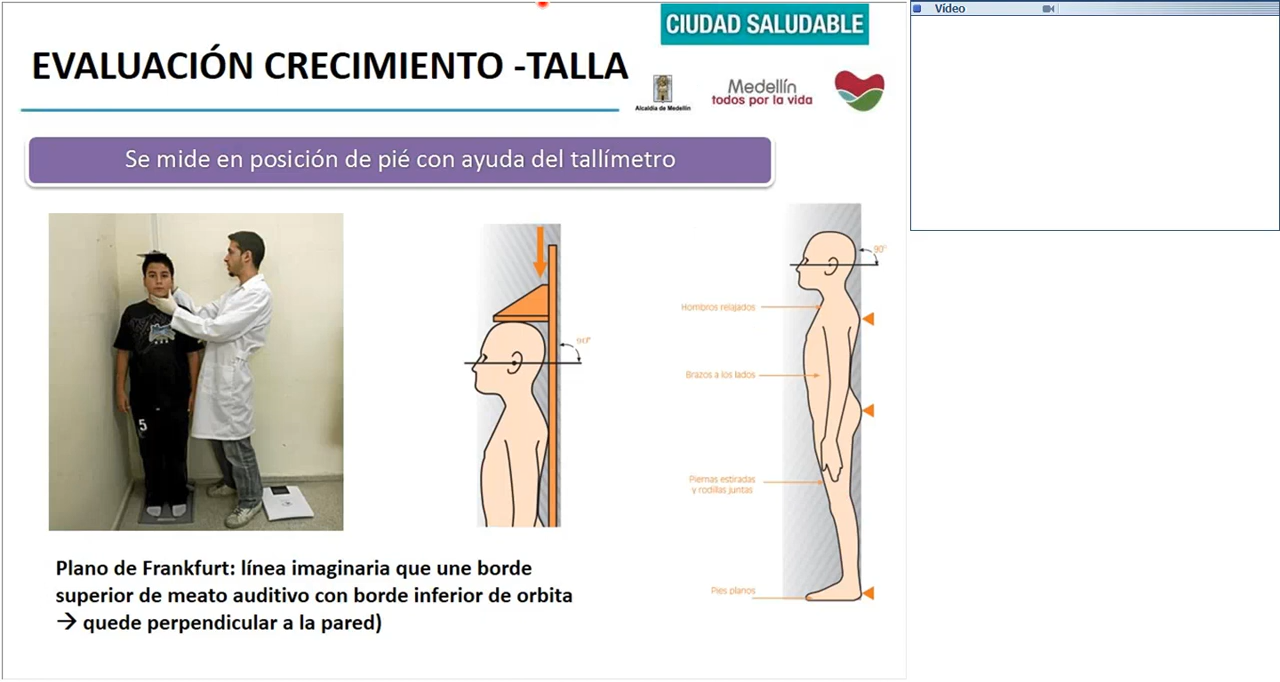 CIUDAD SALUDABLE
EVALUACIÓN CRECIMIENTO -TALLA
Alcaldía de Medellín
Medellín
todos por la vida
Se mide en posición de pié con ayuda del tallímetro
5
90°
90°
Hombros relajados
Brazos a los lados
Piernas estiradas
y rodillas juntas
Pies planos
Plano de Frankfurt: línea imaginaria que une borde
superior de meato auditivo con borde inferior de orbita
→ quede perpendicular a la pared)
Vídeo